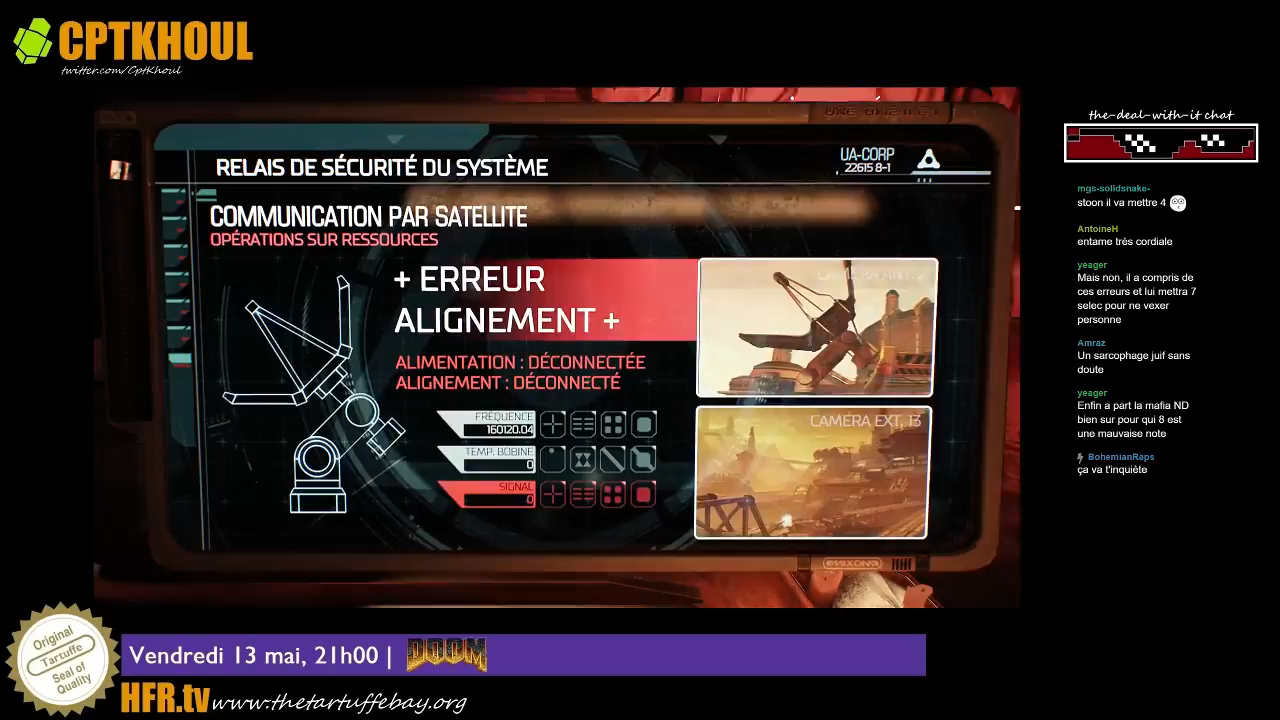 CPTKHOUL
twitter.com/CptKhoul
RELAIS DE SÉCURITÉ DU SYSTÈME
UA-CORP
22615 8-1
COMMUNICATION PAR SATELLITE
OPÉRATIONS SUR RESSOURCES
+ ERREUR
ALIGNEMENT +
ALIMENTATION : DÉCONNECTÉE
ALIGNEMENT : DÉCONNECTÉ
FRÉQUENCE
160120.04
TEMP. BOBINE
0
SIGNAL
0
CAMÉRA ANT. 2
CAMÉRA EXT. 13
EMIXON
the-deal-with-it chat
mgs-solidsnake-
stoon il va mettre 4
AntoineH
entame très cordiale
yeager
Mais non, il a compris de
ces erreurs et lui mettra 7
selec pour ne vexer
personne
Amraz
Un sarcophage juif sans
doute
yeager
Enfin a part la mafia ND
bien sur pour qui 8 est
une mauvaise note
BohemianRaps
ça va t'inquiète
Original
Tartuffe
Seal of
Quality
Vendredi 13 mai, 21h00 |
DOOM
HFR.tv
www.thetartuffebay.org